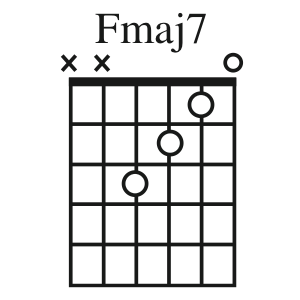 Fmaj7
× × ○